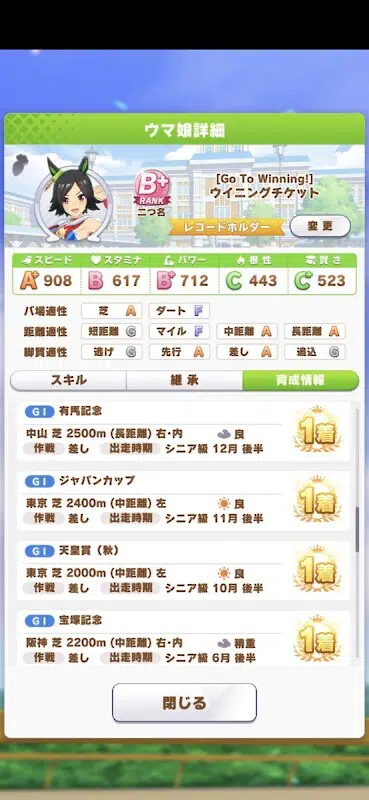 ウマ娘詳細
B+
RANK
二つ名
[Go To Winning!]
ウイニングチケット
レコードホルダー
変更
スピード スタミナ パワー 根性 賢さ
A+ 908 B 617 B+ 712 C 443 C+ 523
バ場適性 芝 A ダート F
距離適性 短距離 G マイル F 中距離 A 長距離 A
脚質適性 逃げ G 先行 A 差し A 追込 G
スキル 継承 育成情報
GI 有馬記念
中山 芝 2500m (長距離) 右・内 良
作戦 差し 出走時期 シニア級 12月 後半
1着
GI ジャパンカップ
東京 芝 2400m (中距離) 左 良
作戦 差し 出走時期 シニア級 11月 後半
1着
GI 天皇賞（秋）
東京 芝 2000m (中距離) 左 良
作戦 差し 出走時期 シニア級 10月 後半
1着
GI 宝塚記念
阪神 芝 2200m (中距離) 右・内 稍重
作戦 差し 出走時期 シニア級 6月 後半
1着
閉じる